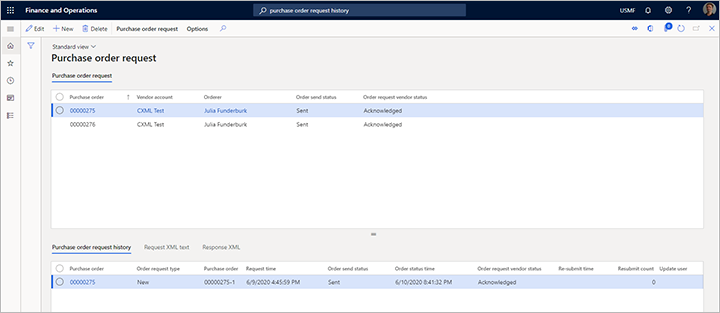 Finance and Operations
purchase order request history
USMF
Edit
New
Delete
Purchase order request
Options
Standard view
Purchase order request
Purchase order request
Purchase order Vendor account Orderer Order send status Order request vendor status
00000275 CXML Test Julia Funderburk Sent Acknowledged
00000276 CXML Test Julia Funderburk Sent Acknowledged
Purchase order request history Request XML text Response XML
Purchase order Order request type Purchase order Request time Order send status Order status time Order request vendor status Re-submit time Resubmit count Update user
00000275 New 00000275-1 6/9/2020 4:45:59 PM Sent 6/10/2020 8:41:32 PM Acknowledged 0